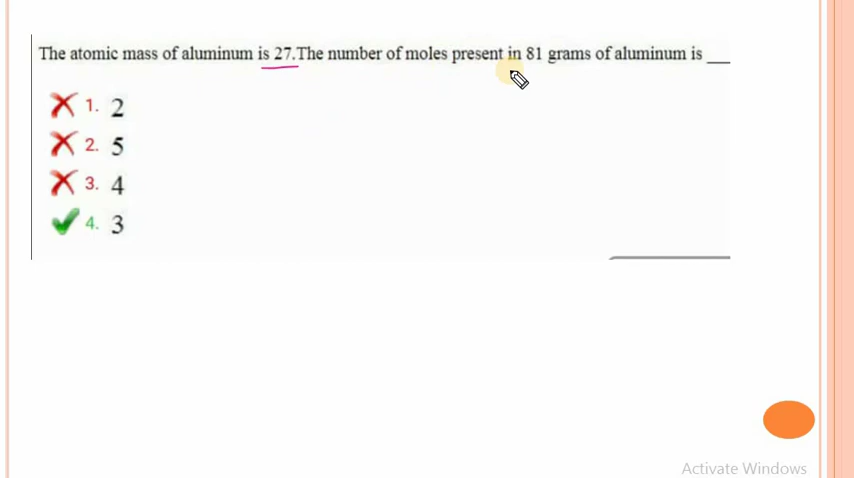 The atomic mass of aluminum is 27.The number of moles present in 81 grams of aluminum is __
1. 2
2. 5
3. 4
4. 3
Activate Windows